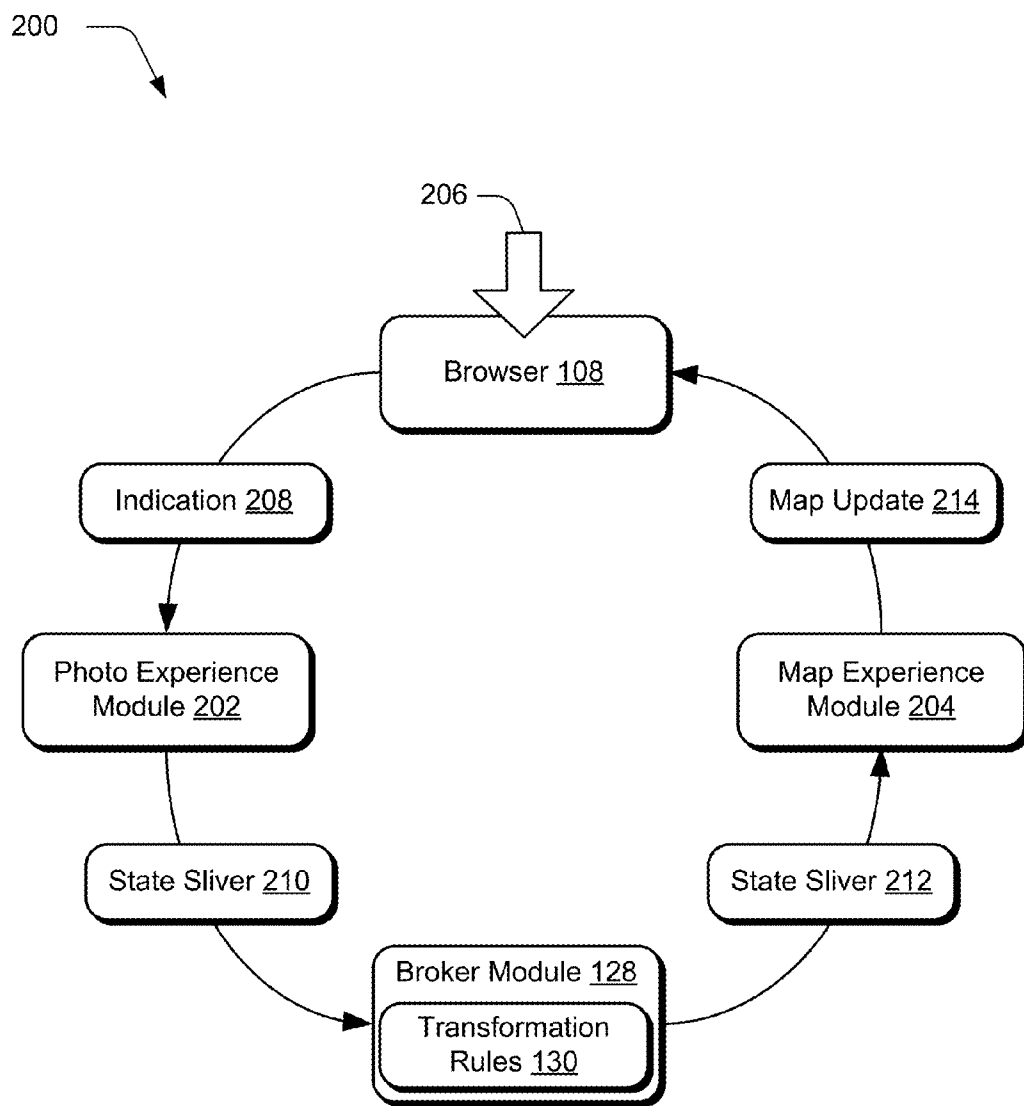 200
206
Browser 108
Indication 208
Map Update 214
Photo Experience
Module 202
Map Experience
Module 204
State Sliver 210
State Sliver 212
Broker Module 128
Transformation
Rules 130